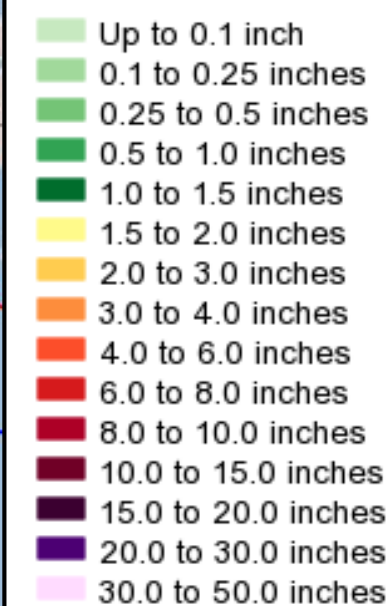 Up to 0.1 inch
0.1 to 0.25 inches
0.25 to 0.5 inches
0.5 to 1.0 inches
1.0 to 1.5 inches
1.5 to 2.0 inches
2.0 to 3.0 inches
3.0 to 4.0 inches
4.0 to 6.0 inches
6.0 to 8.0 inches
8.0 to 10.0 inches
10.0 to 15.0 inches
15.0 to 20.0 inches
20.0 to 30.0 inches
30.0 to 50.0 inches